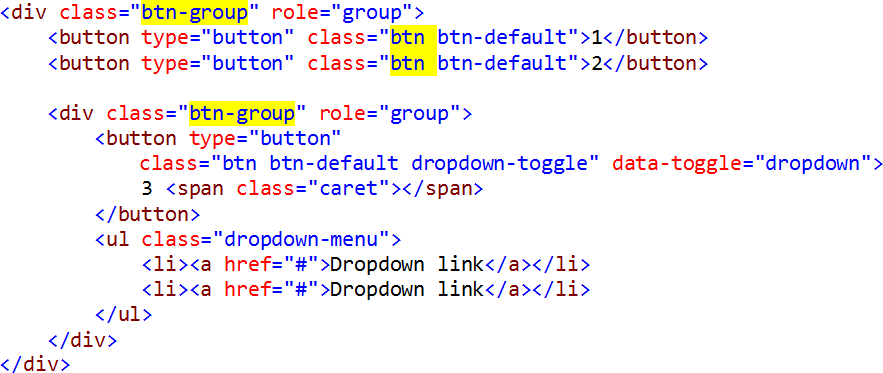 <div class="btn-group" role="group">
<button type="button" class="btn btn-default">1</button>
<button type="button" class="btn btn-default">2</button>
<div class="btn-group" role="group">
<button type="button"
class="btn btn-default dropdown-toggle" data-toggle="dropdown">
3 <span class="caret"></span>
</button>
<ul class="dropdown-menu">
<li><a href="#">Dropdown link</a></li>
<li><a href="#">Dropdown link</a></li>
</ul>
</div>
</div>